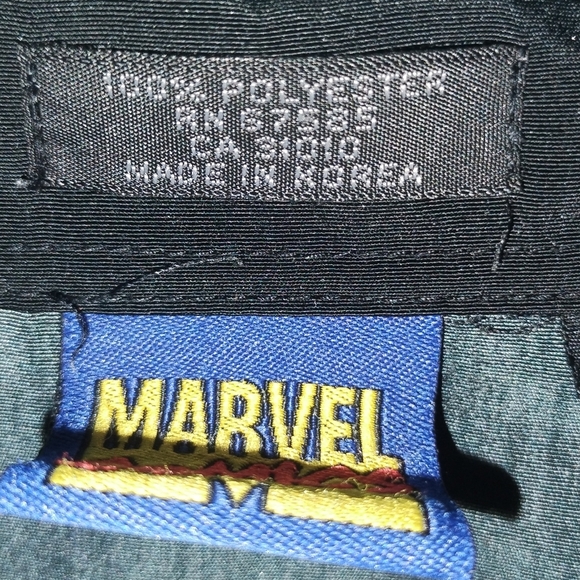 100% POLYESTER
RN 67585
CA 31010
MADE IN KOREA
MARVEL